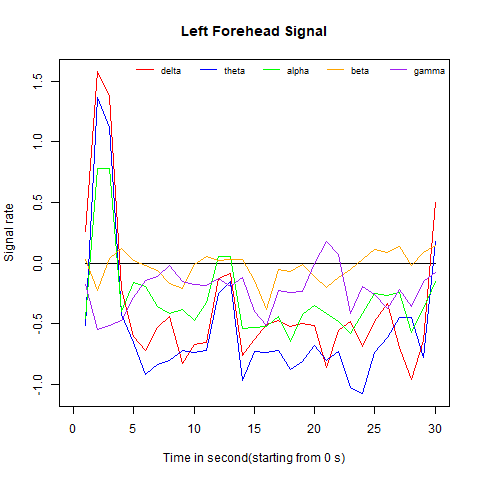 Left Forehead Signal
delta theta alpha beta gamma
1.5
1.0
0.5
0.0
-0.5
-1.0
Signal rate
0 5 10 15 20 25 30
Time in second(starting from 0 s)